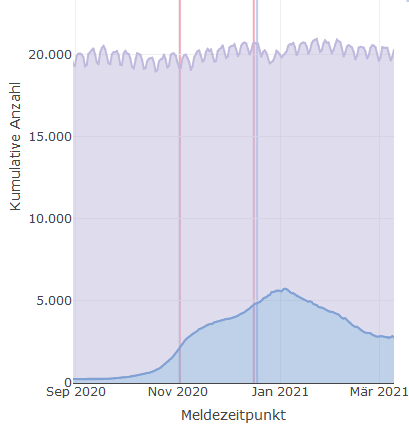 Kumulative Anzahl
20.000
15.000
10.000
5.000
0
Sep 2020
Nov 2020
Jan 2021
Mär 2021
Meldezeitpunkt